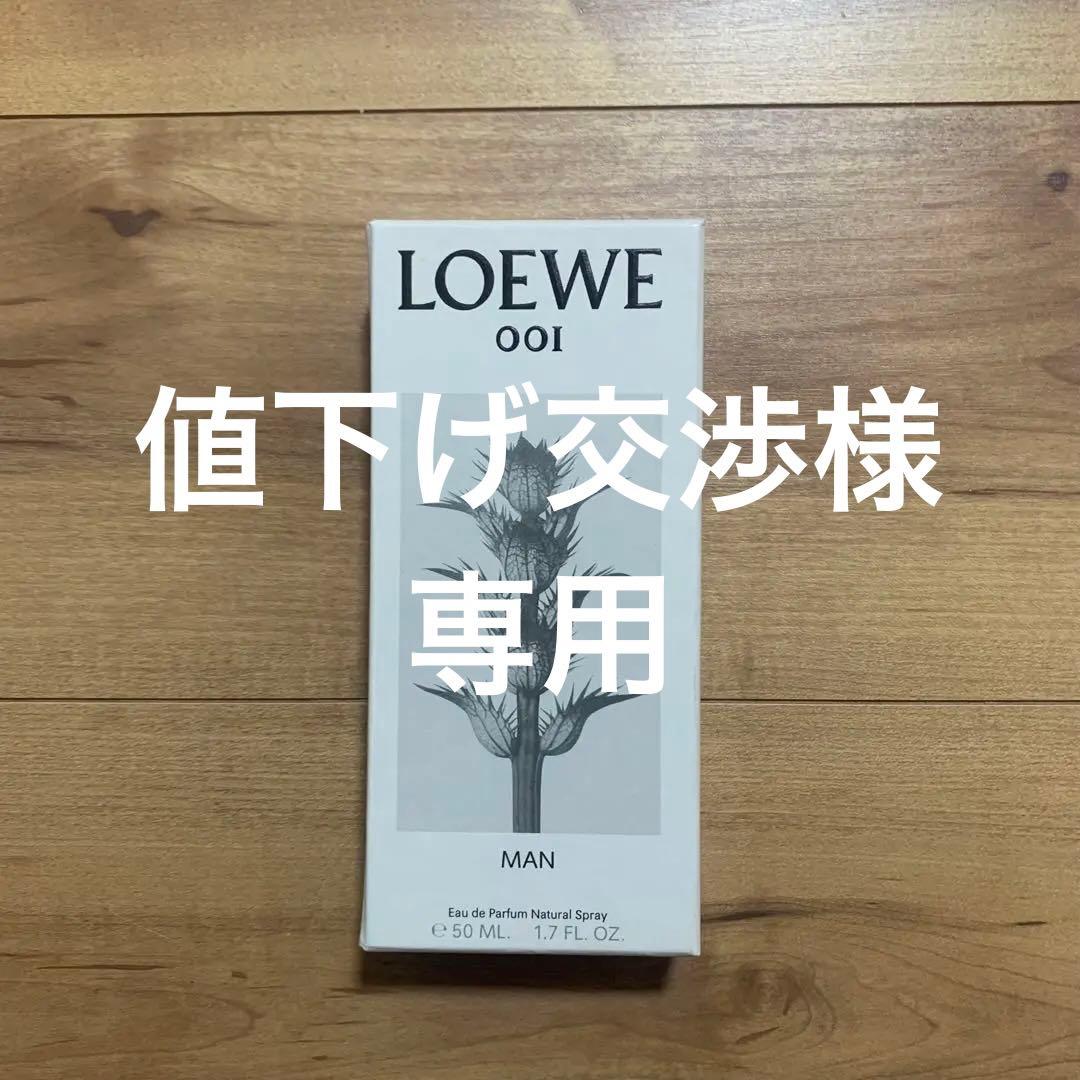 LOEWE
001
値下げ交渉様
専用
MAN
Eau de Parfum Natural Spray
℮ 50 ML. 1.7 FL. OZ.